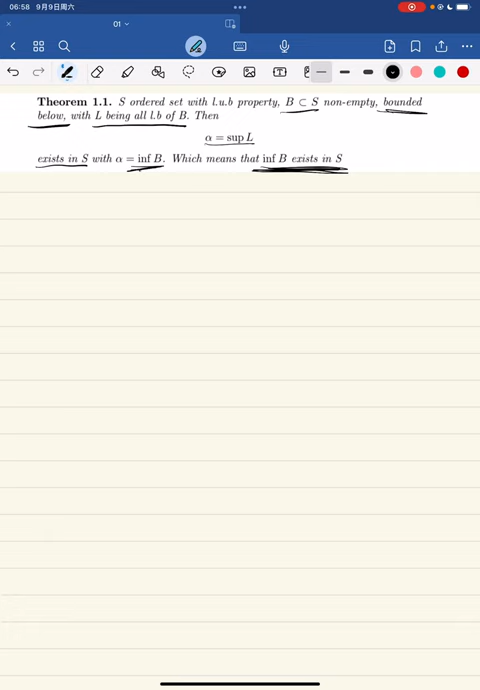 06:58 9月9日周六
01
Theorem 1.1. S ordered set with l.u.b property, B ⊂ S non-empty, bounded
below, with L being all l.b of B. Then
α = sup L
exists in S with α = inf B. Which means that inf B exists in S